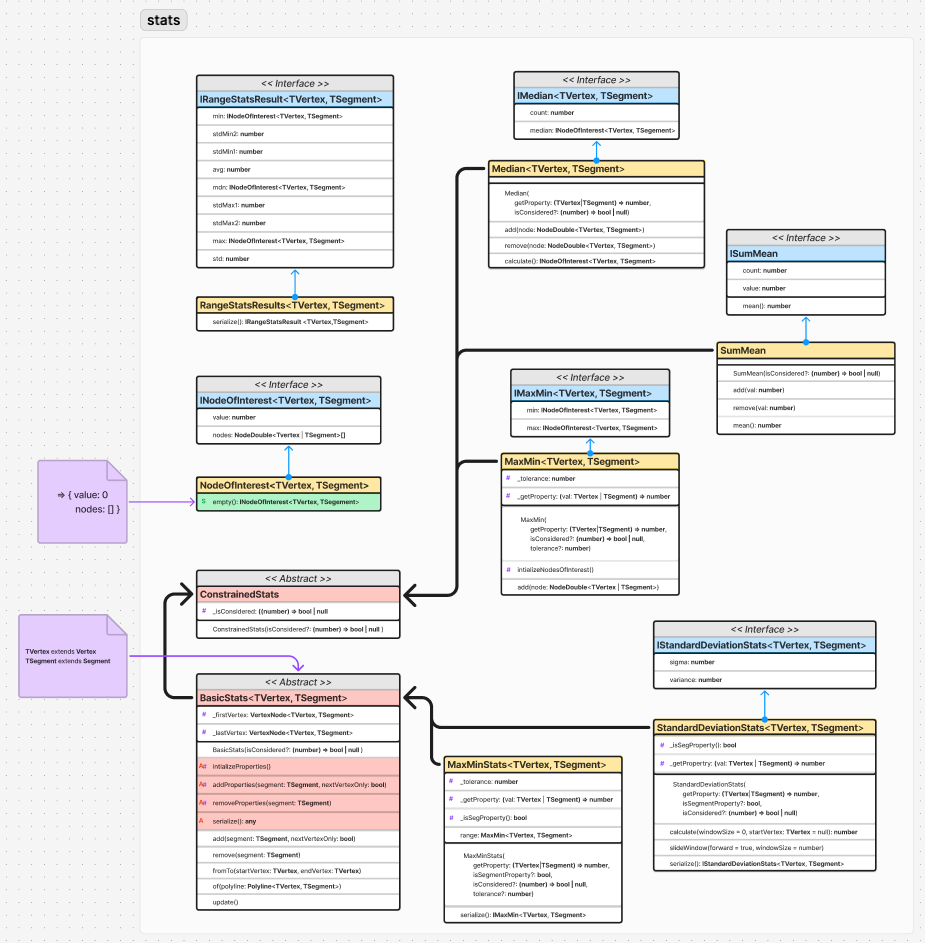 stats
<< Interface >>
IRangeStatsResult<TVertex, TSegment>
min: INodeOfInterest<TVertex, TSegment>
stdMin2: number
stdMin1: number
avg: number
mdn: INodeOfInterest<TVertex, TSegment>
stdMax1: number
stdMax2: number
max: INodeOfInterest<TVertex, TSegment>
std: number
RangeStatsResults<TVertex, TSegment>
serialize(): IRangeStatsResult <TVertex,TSegment>
<< Interface >>
IMedian<TVertex, TSegment>
count: number
median: INodeOfInterest<TVertex, TSegement>
Median<TVertex, TSegment>
Median(
getProperty: (TVertex|TSegment) => number,
isConsidered?: (number) => bool | null)
add(node: NodeDouble<TVertex, TSegment>)
remove(node: NodeDouble<TVertex, TSegment>)
calculate(): INodeOfInterest<TVertex, TSegment>
<< Interface >>
ISumMean
count: number
value: number
mean(): number
SumMean
SumMean(isConsidered?: (number) => bool | null)
add(val: number)
remove(val: number)
mean(): number
<< Interface >>
INodeOfInterest<TVertex, TSegment>
value: number
nodes: NodeDouble<Tvertex | TSegment>[]
NodeOfInterest<TVertex, TSegment>
S empty(): INodeOfInterest<TVertex, TSegement>
=> { value: 0
nodes: [] }
<< Interface >>
IMaxMin<TVertex, TSegment>
min: INodeOfInterest<TVertex, TSegment>
max: INodeOfInterest<TVertex, TSegment>
MaxMin<TVertex, TSegment>
# _tolerance: number
# _getProperty: (val: TVertex | TSegment) => number
MaxMin(
getProperty: (TVertex|TSegment) => number,
isConsidered?: (number) => bool | null,
tolerance?: number)
# intializeNodesOfInterest()
add(node: NodeDouble<TVertex | TSegment>)
<< Abstract >>
ConstrainedStats
# _isConsidered: ((number) => bool | null
ConstrainedStats(isConsidered?: (number) => bool | null )
TVertex extends Vertex
TSegment extends Segment
<< Abstract >>
BasicStats<TVertex, TSegment>
# _firstVertex: VertexNode<TVertex, TSegment>
# _lastVertex: VertexNode<TVertex, TSegment>
BasicStats(isConsidered?: (number) => bool | null )
A# intializeProperties()
A# addProperties(segment: TSegment, nextVertexOnly: bool)
A# removeProperties(segment: TSegment)
A serialize(): any
add(segment: TSegment, nextVertexOnly: bool)
remove(segment: TSegment)
fromTo(startVertex: TVertex, endVertex: TVertex)
of(polyline: Polyline<TVertex, TSegment>)
update()
<< Interface >>
IStandardDeviationStats<TVertex, TSegment>
sigma: number
variance: number
StandardDeviationStats<TVertex, TSegment>
# _isSegProperty(): bool
# _getPropertry: (val: TVertex | TSegment) => number
StandardDeviationStats(
getProperty: (TVertex|TSegment) => number,
isSegmentProperty?: bool,
isConsidered?: (number) => bool | null)
calculate(windowSize = 0, startVertex: TVertex = null): number
slideWindow(forward = true, windowSize = number)
serialize(): IStandardDeviationStats<TVertex, TSegment>
MaxMinStats<TVertex, TSegment>
# _tolerance: number
# _getProperty: (val: TVertex | TSegment) => number
# _isSegProperty(): bool
range: MaxMin<TVertex, TSegment>
MaxMinStats(
getProperty: (TVertex|TSegment) => number,
isSegmentProperty?: bool,
isConsidered?: (number) => bool | null,
tolerance?: number)
serialize(): IMaxMin<TVertex, TSegment>